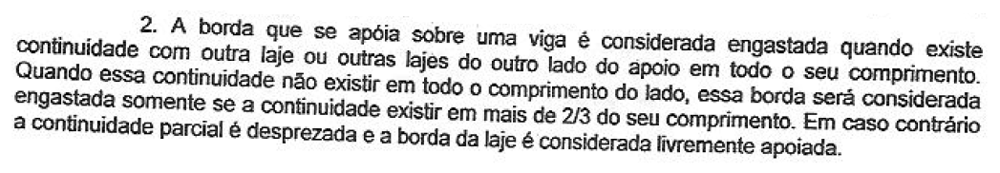 2. A borda que se apóia sobre uma viga é considerada engastada quando existe
continuidade com outra laje ou outras lajes do outro lado do apoio em todo o seu comprimento.
Quando essa continuidade não existir em todo o comprimento do lado, essa borda será considerada
engastada somente se a continuidade existir em mais de 2/3 do seu comprimento. Em caso contrário
a continuidade parcial é desprezada e a borda da laje é considerada livremente apoiada.